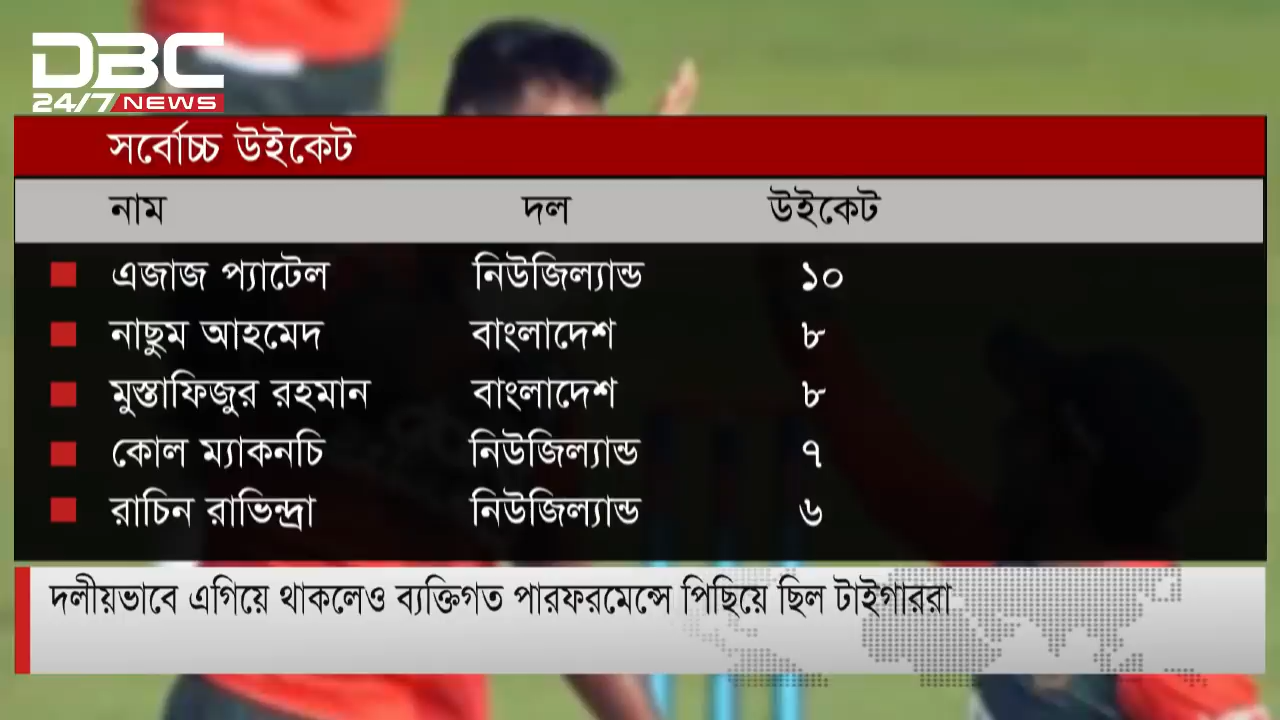 DBC
24/7 NEWS
সর্বোচ্চ উইকেট
নাম দল উইকেট
এজাজ প্যাটেল নিউজিল্যান্ড ১০
নাছুম আহমেদ বাংলাদেশ ৮
মুস্তাফিজুর রহমান বাংলাদেশ ৮
কোল ম্যাকনচি নিউজিল্যান্ড ৭
রাচিন রাভিন্দ্রা নিউজিল্যান্ড ৬
দলীয়ভাবে এগিয়ে থাকলেও ব্যক্তিগত পারফরমেন্সে পিছিয়ে ছিল টাইগাররা